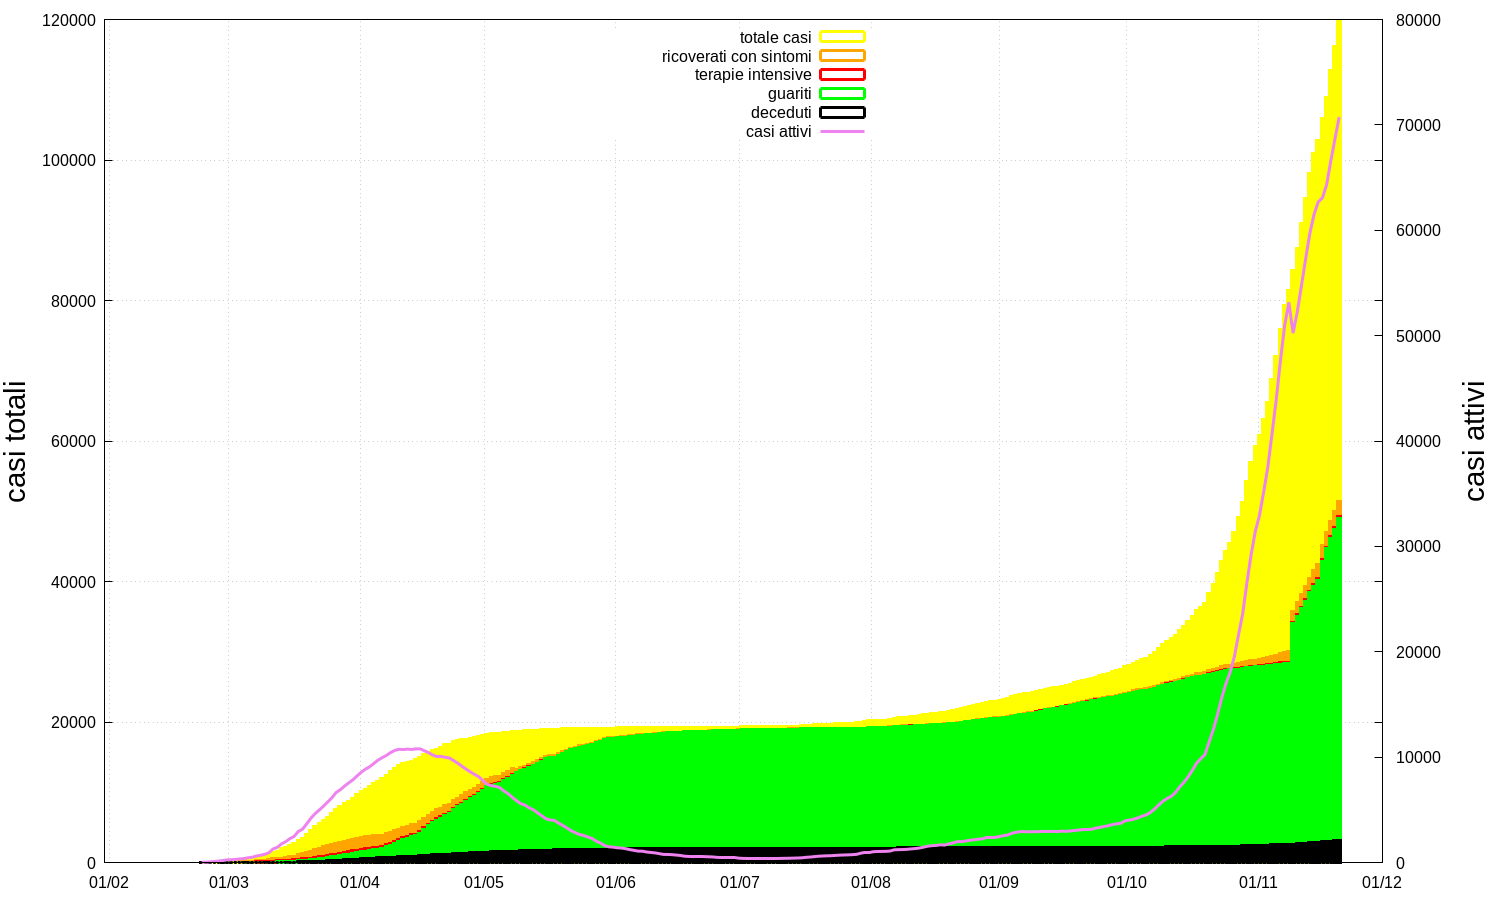 120000
100000
80000
60000
40000
20000
0
casi totali
totale casi
ricoverati con sintomi
terapie intensive
guariti
deceduti
casi attivi
80000
70000
60000
50000
40000
30000
20000
10000
0
casi attivi
01/02 01/03 01/04 01/05 01/06 01/07 01/08 01/09 01/10 01/11 01/12